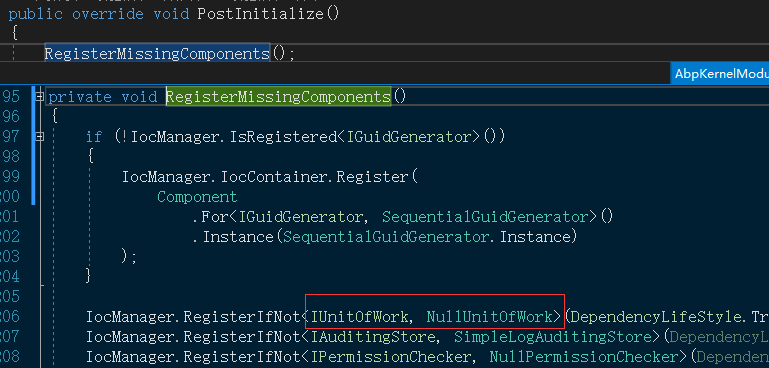 public override void PostInitialize()
{
RegisterMissingComponents();
AbpKernelModu
95 private void RegisterMissingComponents()
96 {
97 if (!IocManager.IsRegistered<IGuidGenerator>())
98 {
99 IocManager.IocContainer.Register(
200 Component
201 .For<IGuidGenerator, SequentialGuidGenerator>()
202 .Instance(SequentialGuidGenerator.Instance)
203 );
204 }
205
206 IocManager.RegisterIfNot<IUnitOfWork, NullUnitOfWork>(DependencyLifeStyle.Tr
207 IocManager.RegisterIfNot<IAuditingStore, SimpleLogAuditingStore>(DependencyL
208 IocManager.RegisterIfNot<IPermissionChecker, NullPermissionChecker>(Dependen